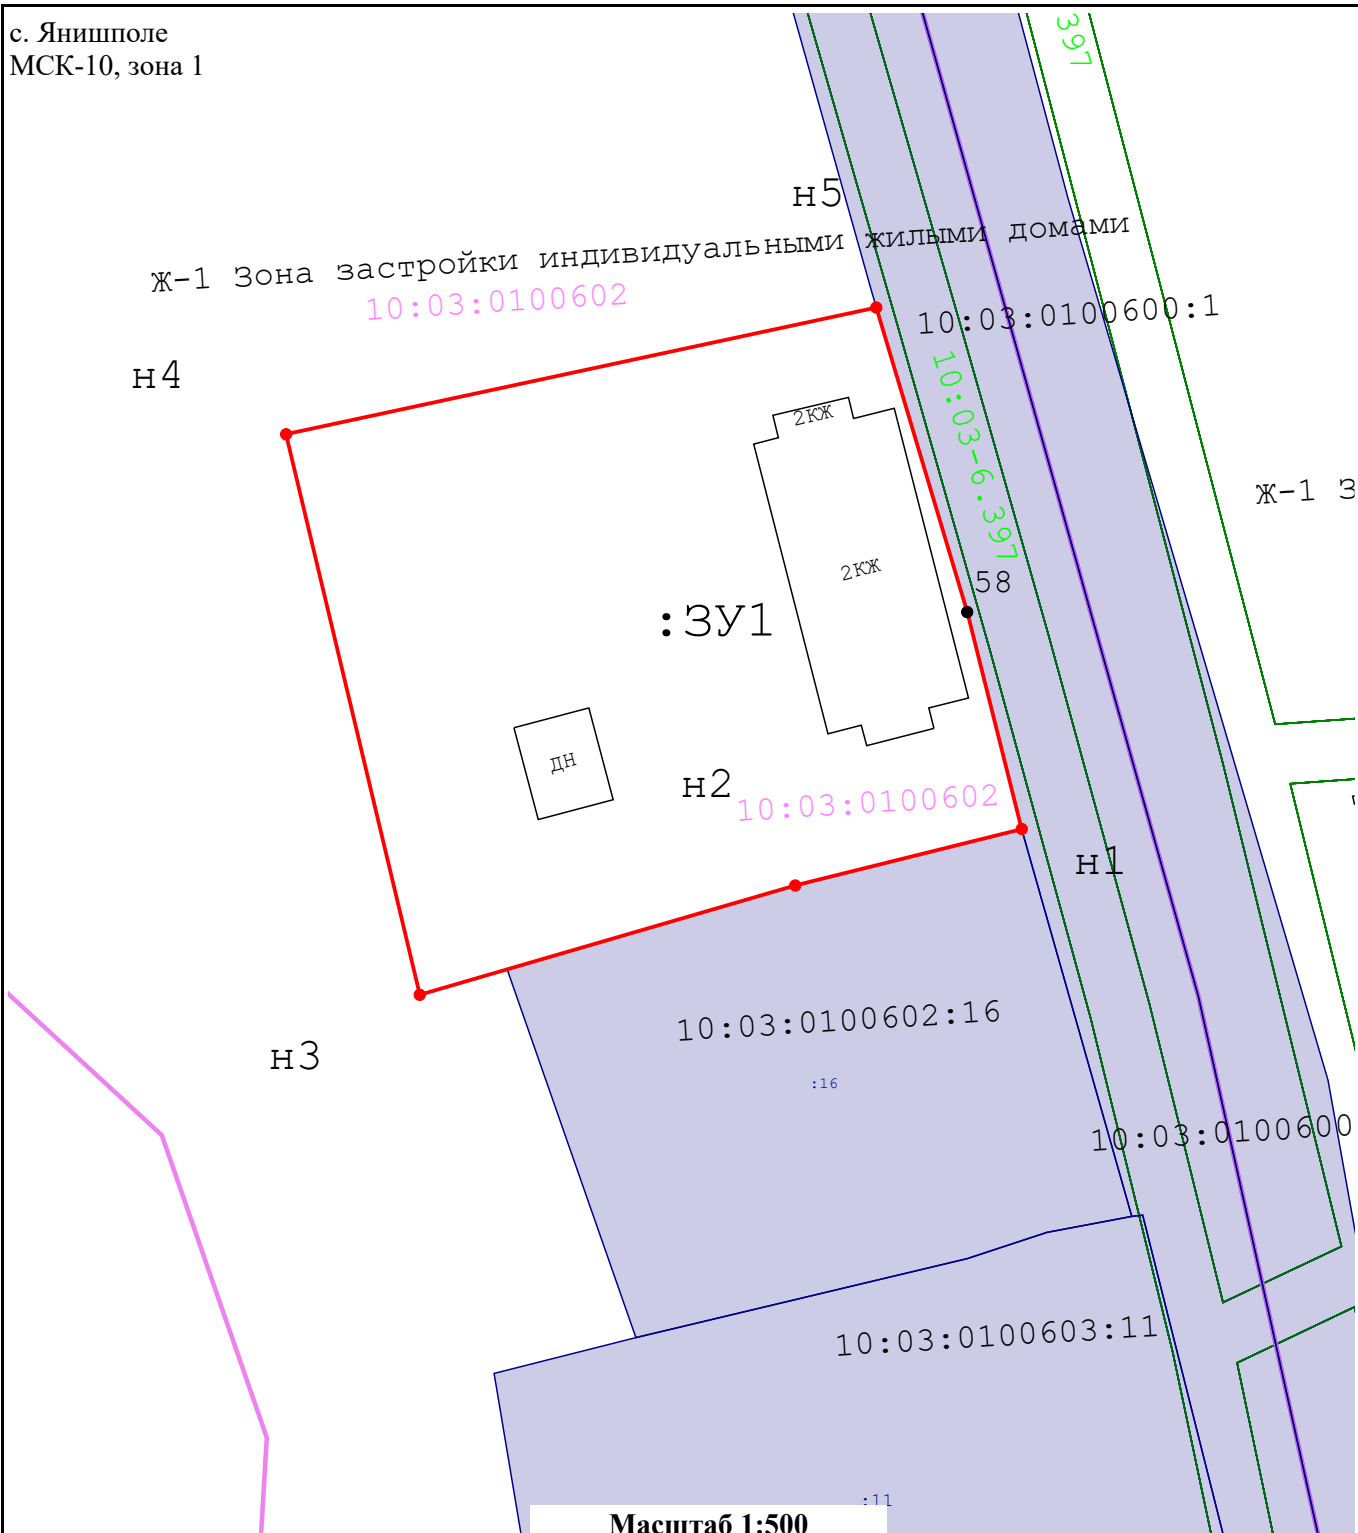 с. Янишполе
МСК-10, зона 1
397
н5
Ж-1 Зона застройки индивидуальными жилыми домами
10:03:0100602
10:03:0100600:1
н4
10:03-6.397
2КЖ
Ж-1 З
2КЖ
58
:ЗУ1
ДН
н2
10:03:0100602
н1
10:03:0100602:16
н3
:16
10:03:0100600
10:03:0100603:11
:11
Масштаб 1:500